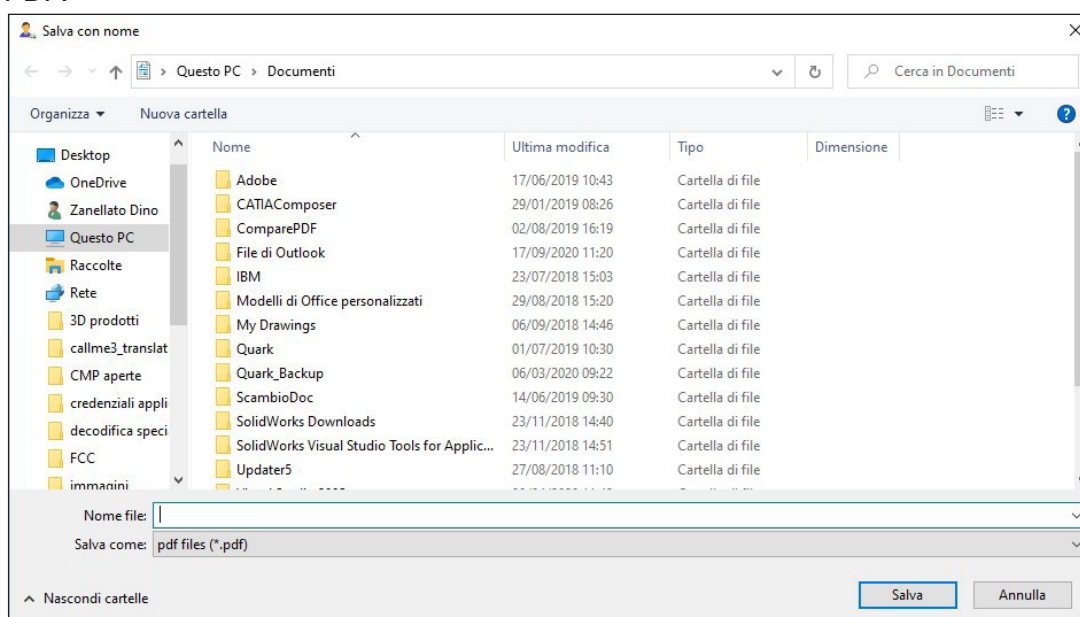 Salva con nome
Questo PC > Documenti
Cerca in Documenti
Organizza Nuova cartella
Nome Ultima modifica Tipo Dimensione
Desktop
OneDrive
Zanellato Dino
Questo PC
Raccolte
Rete
3D prodotti
callme3_translat
CMP aperte
credenziali appli
decodifica speci
FCC
immagini
Adobe 17/06/2019 10:43 Cartella di file
CATIAComposer 29/01/2019 08:26 Cartella di file
ComparePDF 02/08/2019 16:19 Cartella di file
File di Outlook 17/09/2020 11:20 Cartella di file
IBM 23/07/2018 15:03 Cartella di file
Modelli di Office personalizzati 29/08/2018 15:20 Cartella di file
My Drawings 06/09/2018 14:46 Cartella di file
Quark 01/07/2019 10:30 Cartella di file
Quark_Backup 06/03/2020 09:22 Cartella di file
ScambioDoc 14/06/2019 09:30 Cartella di file
SolidWorks Downloads 23/11/2018 14:40 Cartella di file
SolidWorks Visual Studio Tools for Applic... 23/11/2018 14:51 Cartella di file
Updater5 27/08/2018 11:10 Cartella di file
Nome file:
Salva come: pdf files (*.pdf)
Nascondi cartelle
Salva Annulla